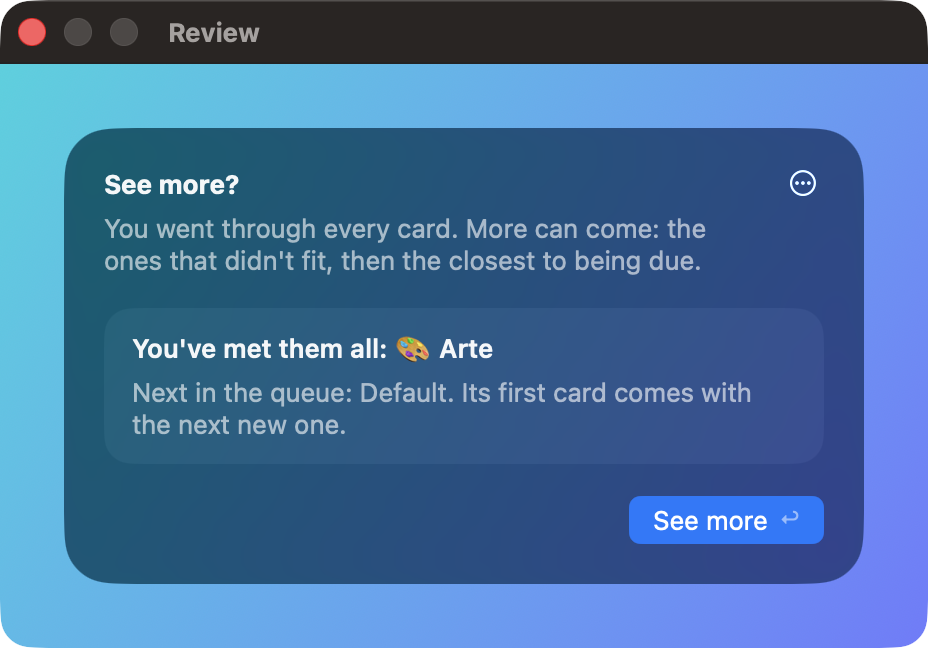 Review
See more?
You went through every card. More can come: the
ones that didn't fit, then the closest to being due.
You've met them all: 🎨 Arte
Next in the queue: Default. Its first card comes with
the next new one.
See more